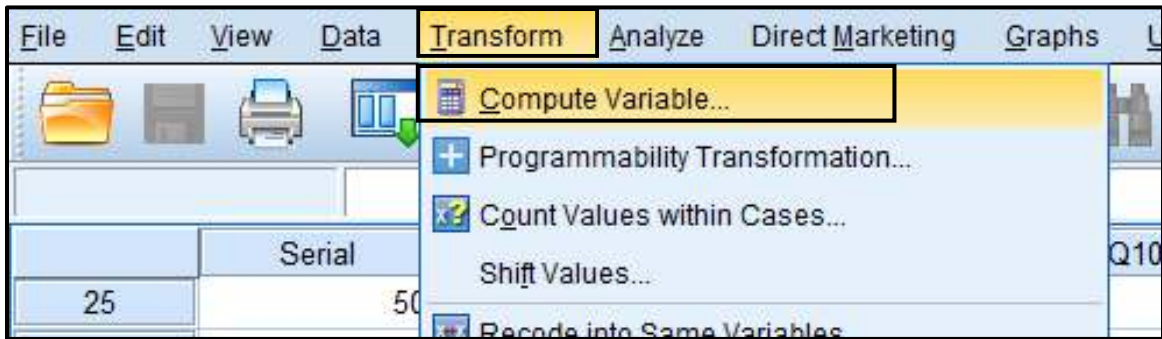 File Edit View Data Transform Analyze Direct Marketing Graphs U
Compute Variable...
Programmability Transformation...
Count Values within Cases...
Serial Shift Values... Q10
25 50
Recode into Same Variables